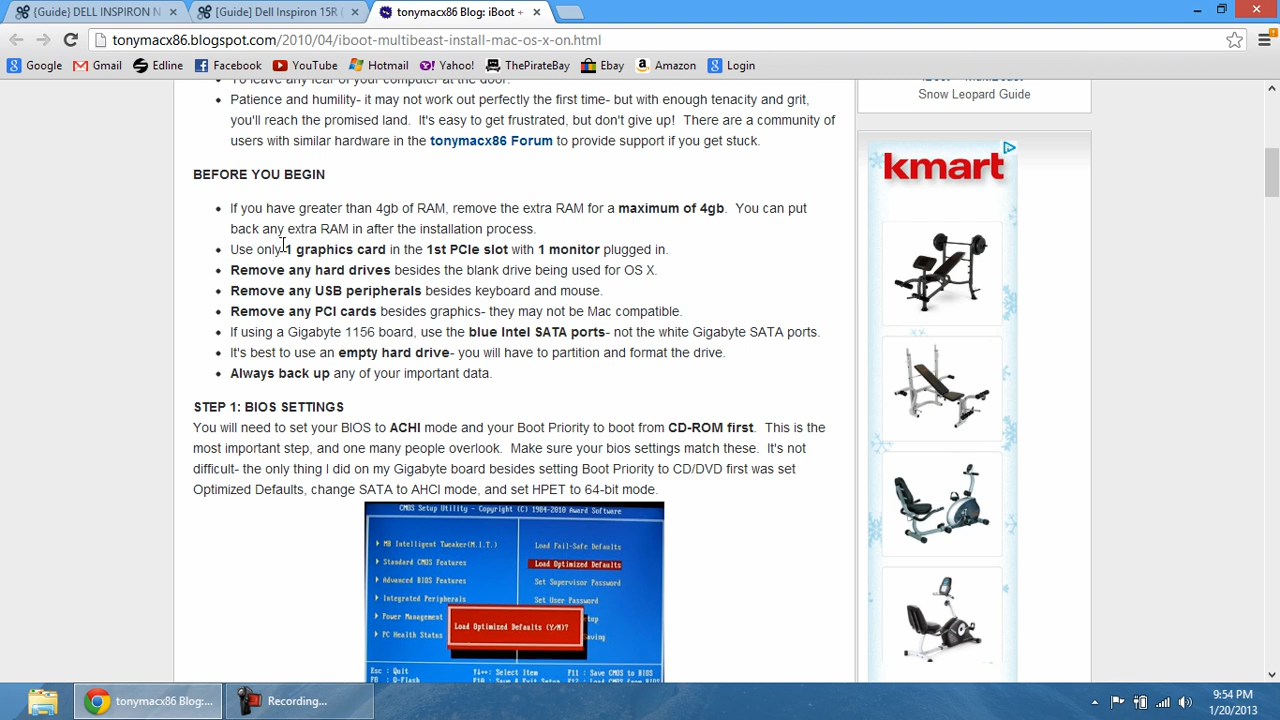 [Guide] DELL INSPIRON N
[Guide] Dell Inspiron 15R (
tonymacx86 Blog: iBoot +
tonymacx86.blogspot.com/2010/04/iboot-multibeast-install-mac-os-x-on.html
Google Gmail Edline Facebook YouTube Hotmail Yahoo! ThePirateBay Ebay Amazon Login
To leave any fear of your computer at the door.
Patience and humility- it may not work out perfectly the first time- but with enough tenacity and grit,
you'll reach the promised land. It's easy to get frustrated, but don't give up! There are a community of
users with similar hardware in the tonymacx86 Forum to provide support if you get stuck.
BEFORE YOU BEGIN
If you have greater than 4gb of RAM, remove the extra RAM for a maximum of 4gb. You can put
back any extra RAM in after the installation process.
Use only 1 graphics card in the 1st PCIe slot with 1 monitor plugged in.
Remove any hard drives besides the blank drive being used for OS X.
Remove any USB peripherals besides keyboard and mouse.
Remove any PCI cards besides graphics- they may not be Mac compatible.
If using a Gigabyte 1156 board, use the blue Intel SATA ports- not the white Gigabyte SATA ports.
It's best to use an empty hard drive- you will have to partition and format the drive.
Always back up any of your important data.
STEP 1: BIOS SETTINGS
You will need to set your BIOS to ACHI mode and your Boot Priority to boot from CD-ROM first. This is the
most important step, and one many people overlook. Make sure your bios settings match these. It's not
difficult- the only thing I did on my Gigabyte board besides setting Boot Priority to CD/DVD first was set
Optimized Defaults, change SATA to AHCI mode, and set HPET to 64-bit mode.
CMOS Setup Utility - Copyright (C) 1984-2010 Award Software
MB Intelligent Tweaker(M.I.T.)
Load Fail-Safe Defaults
Standard CMOS Features
Load Optimized Defaults
Advanced BIOS Features
Set Supervisor Password
Integrated Peripherals
Set User Password
Power Management
PC Health Status
Load Optimized Defaults (Y/N)?
Esc : Quit
: Select Item
F11 : Save CMOS to BIOS
F8 : Q-Flash
Snow Leopard Guide
kmart
tonymacx86 Blog:...
Recording...
9:54 PM
1/20/2013